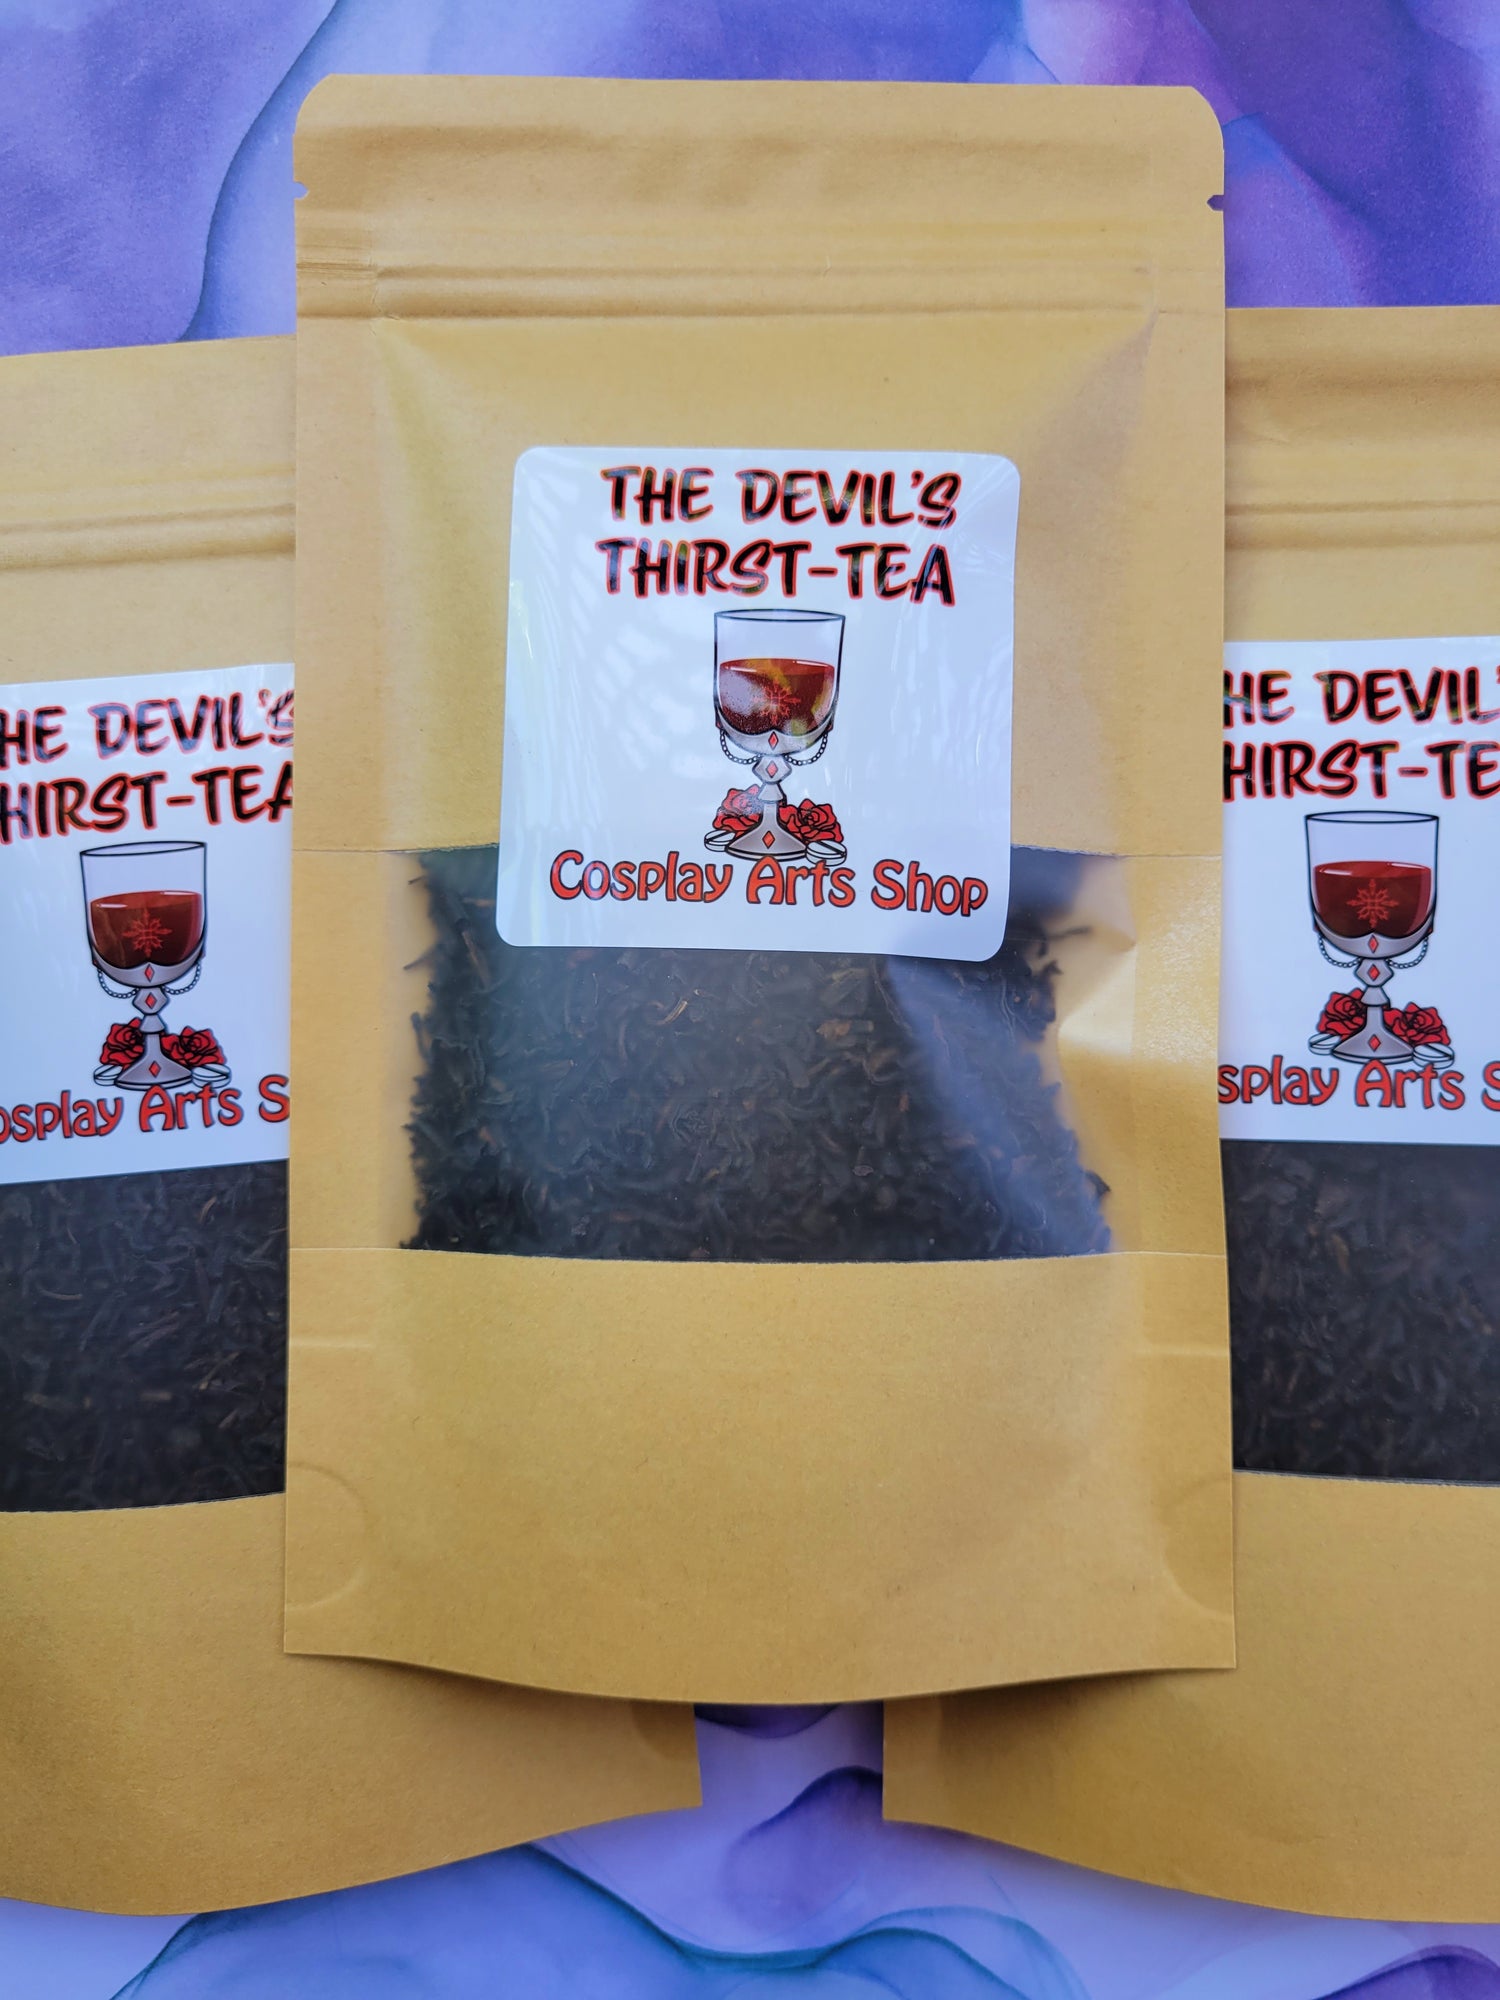 THE DEVIL'S
THIRST-TEA
Cosplay Arts Shop
HE DEVIL'S
HIRST-TEA
osplay Arts S
HE DEVIL'
HIRST-TE
splay Arts S